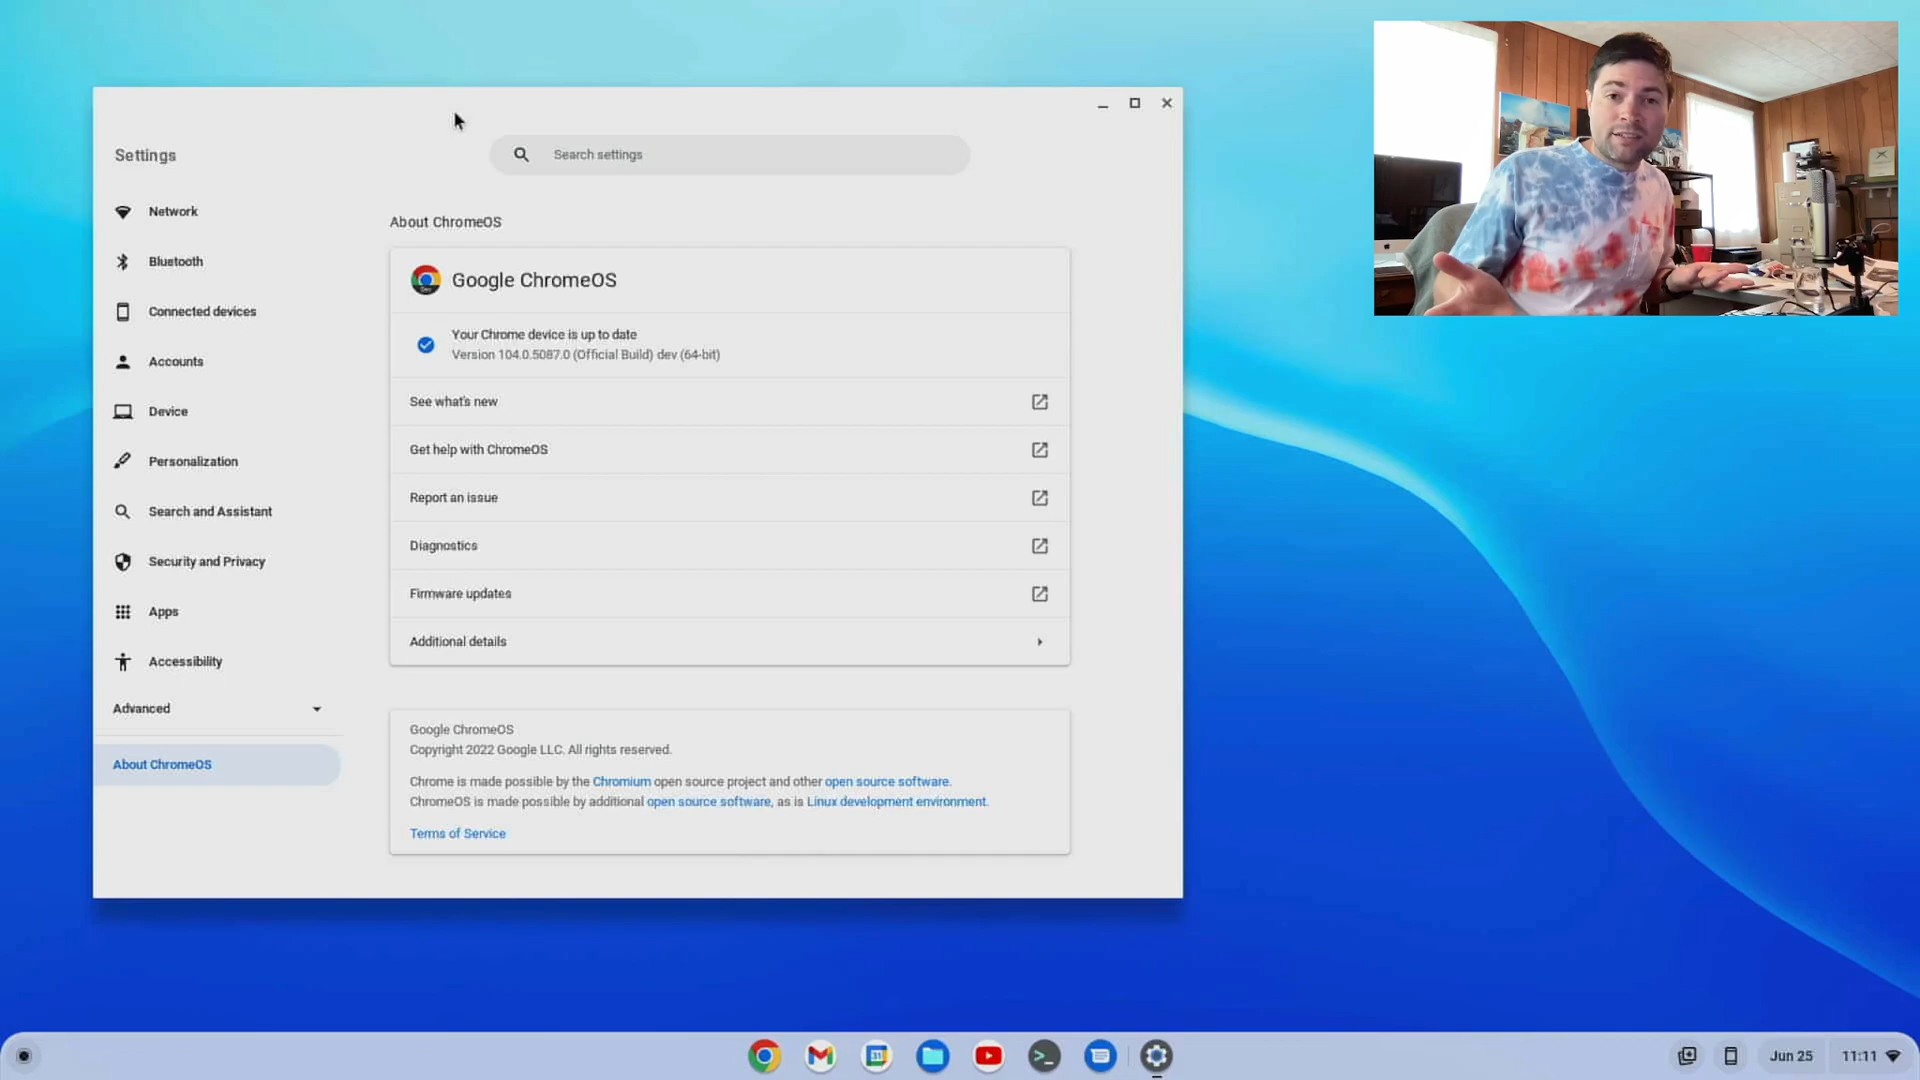 Settings
Search settings
Network
Bluetooth
Connected devices
Accounts
Device
Personalization
Search and Assistant
Security and Privacy
Apps
Accessibility
Advanced
About ChromeOS
About ChromeOS
Google ChromeOS
Your Chrome device is up to date
Version 104.0.5087.0 (Official Build) dev (64-bit)
See what's new
Get help with ChromeOS
Report an issue
Diagnostics
Firmware updates
Additional details
Google ChromeOS
Copyright 2022 Google LLC. All rights reserved.
Chrome is made possible by the Chromium open source project and other open source software.
ChromeOS is made possible by additional open source software, as is Linux development environment.
Terms of Service
31
Jun 25
11:11